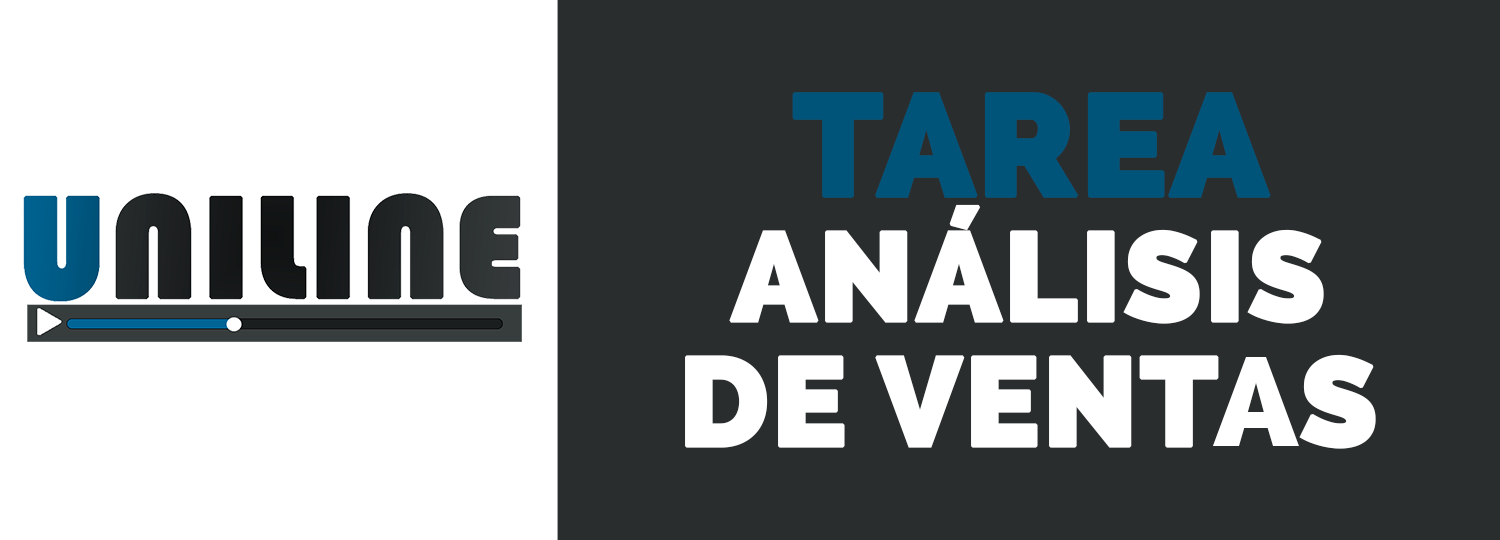 UNILINE
TAREA
ANÁLISIS
DE VENTAS